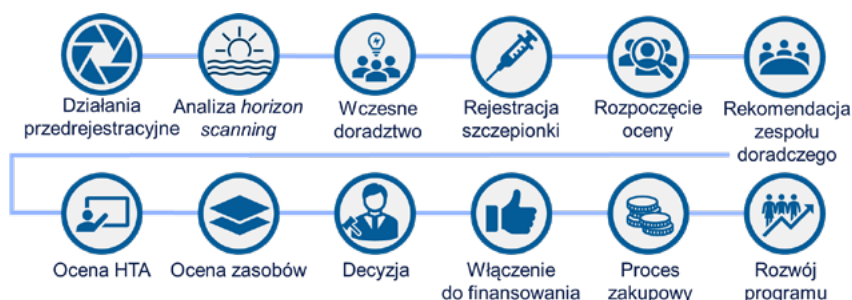 Działania
przedrejestracyjne
Analiza horizon
scanning
Wczesne
doradztwo
Rejestracja
szczepionki
Rozpoczęcie
oceny
Rekomendacja
zespołu
doradczego
Ocena HTA
Ocena zasobów
Decyzja
Włączenie
do finansowania
Proces
zakupowy
Rozwój
programu